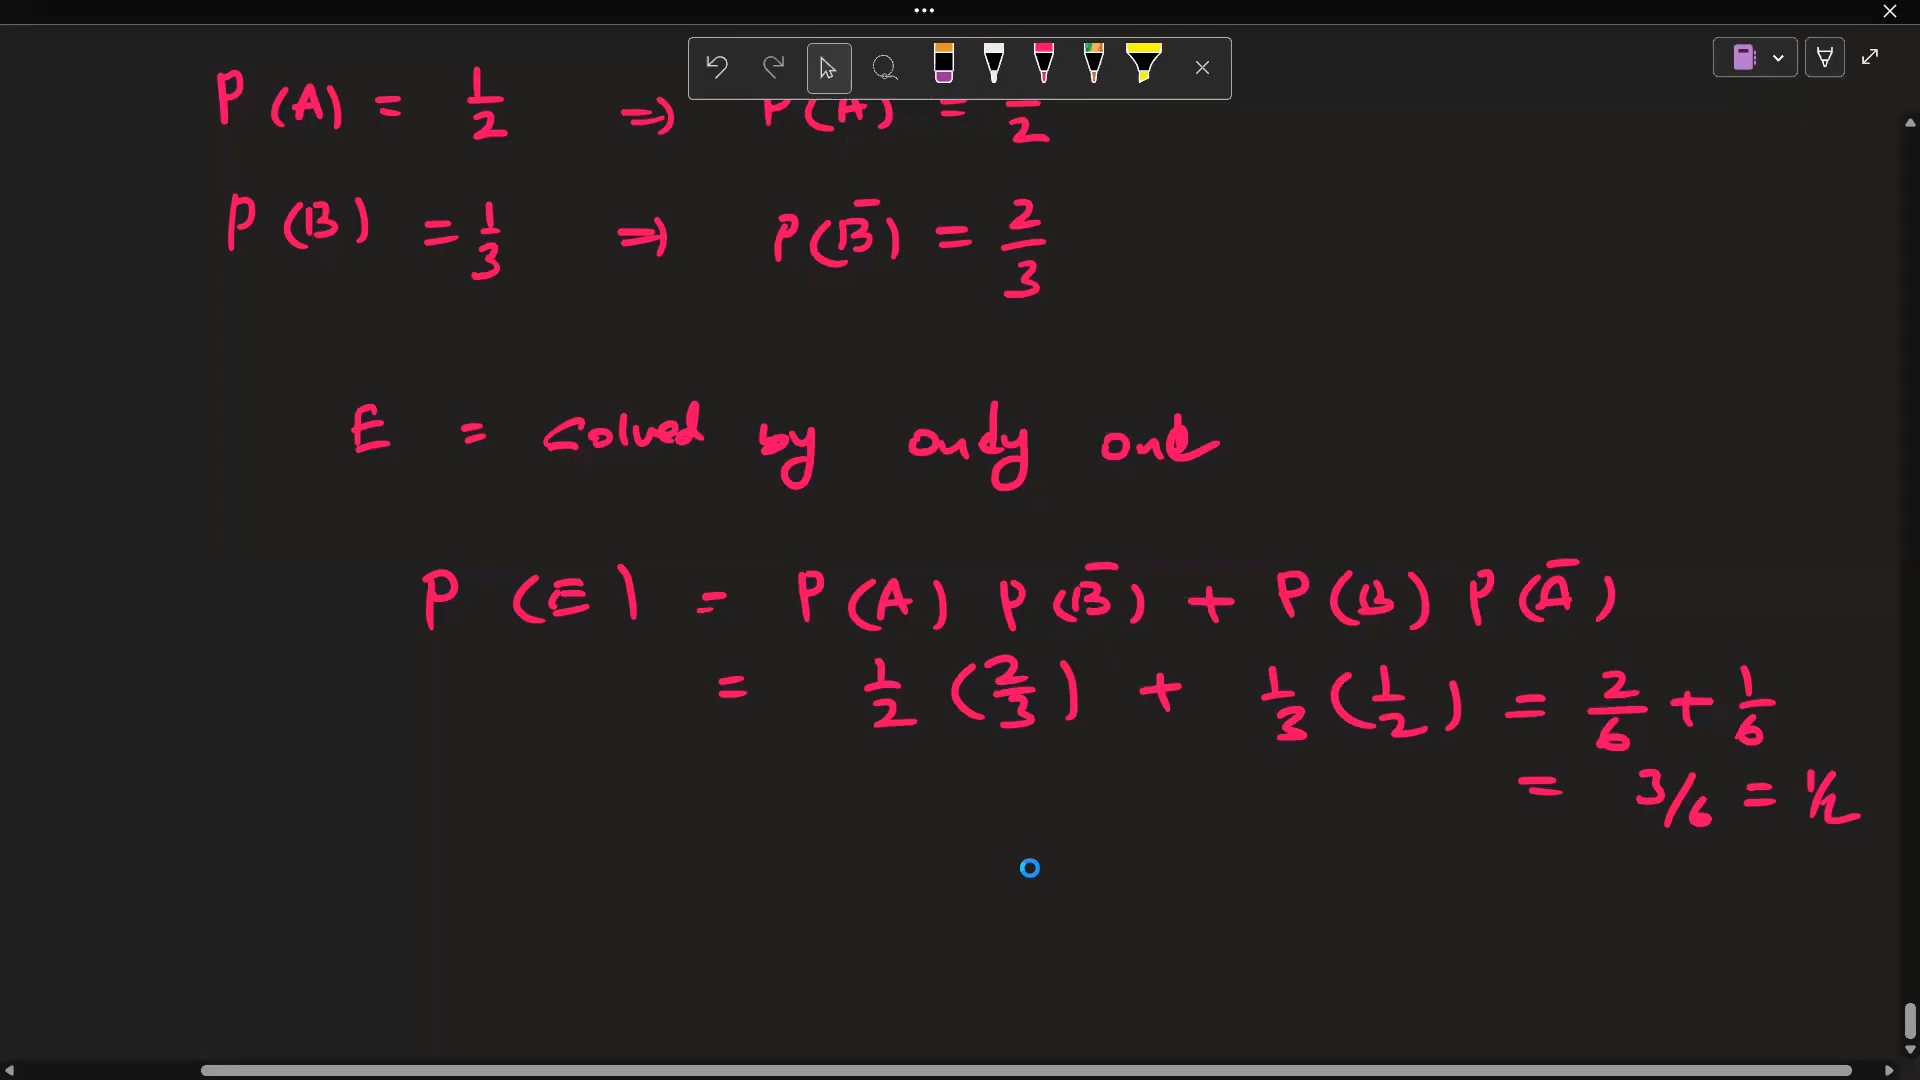 P(A) = 1/2 ⇒ P(A) = /2
P(B) = 1/3 ⇒ P(B̄) = 2/3
E = solved by only one
P(E) = P(A) P(B̄) + P(B) P(Ā)
= 1/2 (2/3) + 1/3 (1/2) = 2/6 + 1/6
= 3/6 = 1/2